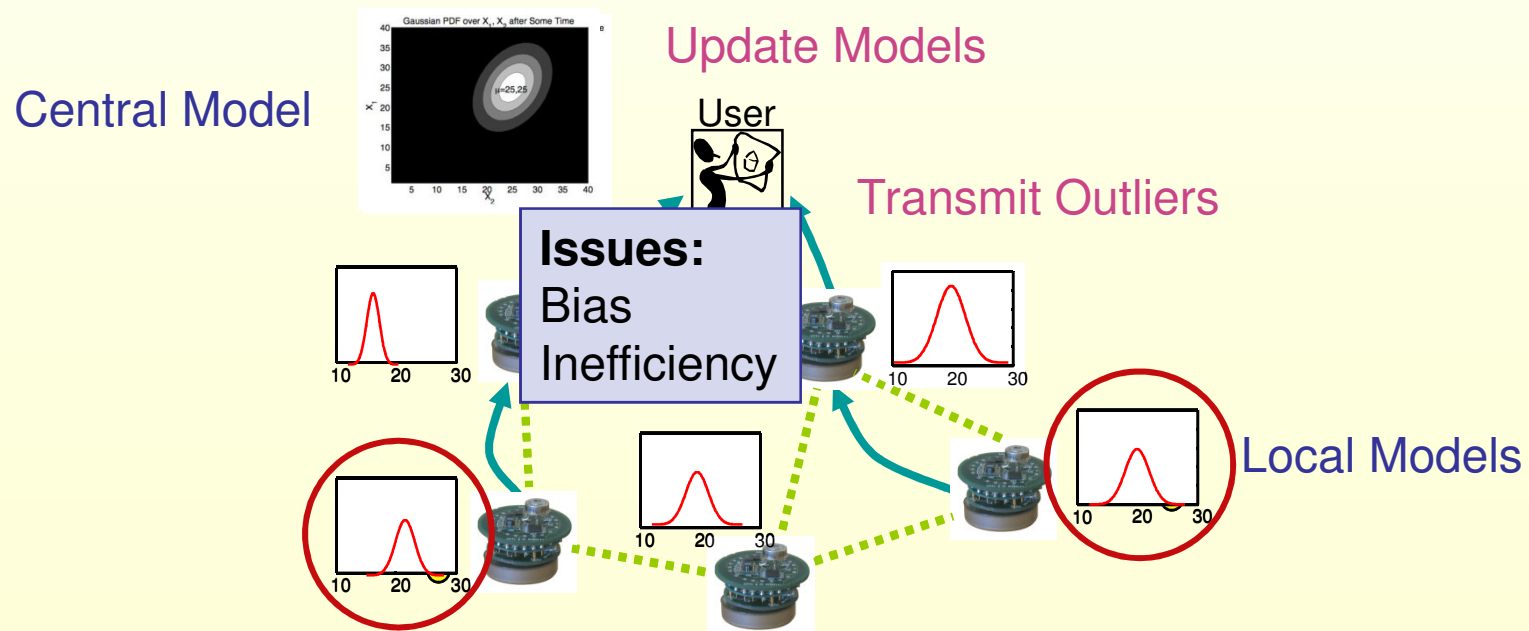 Gaussian PDF over X1, X2 after Some Time
e
40
35
30
25
20
15
10
5
X1
μ=25,25
5 10 15 20 25 30 35 40
X2
Update Models
Central Model
User
Transmit Outliers
Issues:
Bias
Inefficiency
10 20 30
10 20 30
Local Models
10 20 30
10 20 30
10 20 30